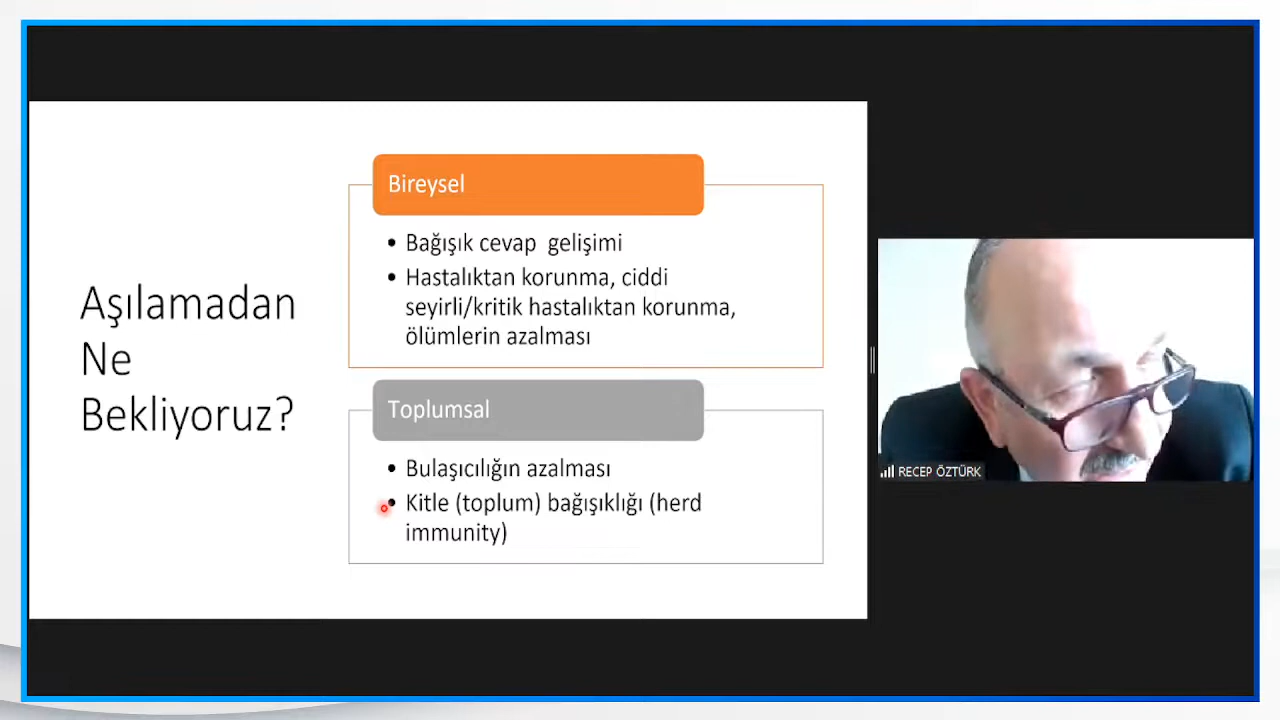 Aşılamadan
Ne
Bekliyoruz?
Bireysel
• Bağışık cevap  gelişimi
• Hastalıktan korunma, ciddi
seyirli/kritik hastalıktan korunma,
ölümlerin azalması
Toplumsal
• Bulaşıcılığın azalması
• Kitle (toplum) bağışıklığı (herd
immunity)
RECEP ÖZTÜRK